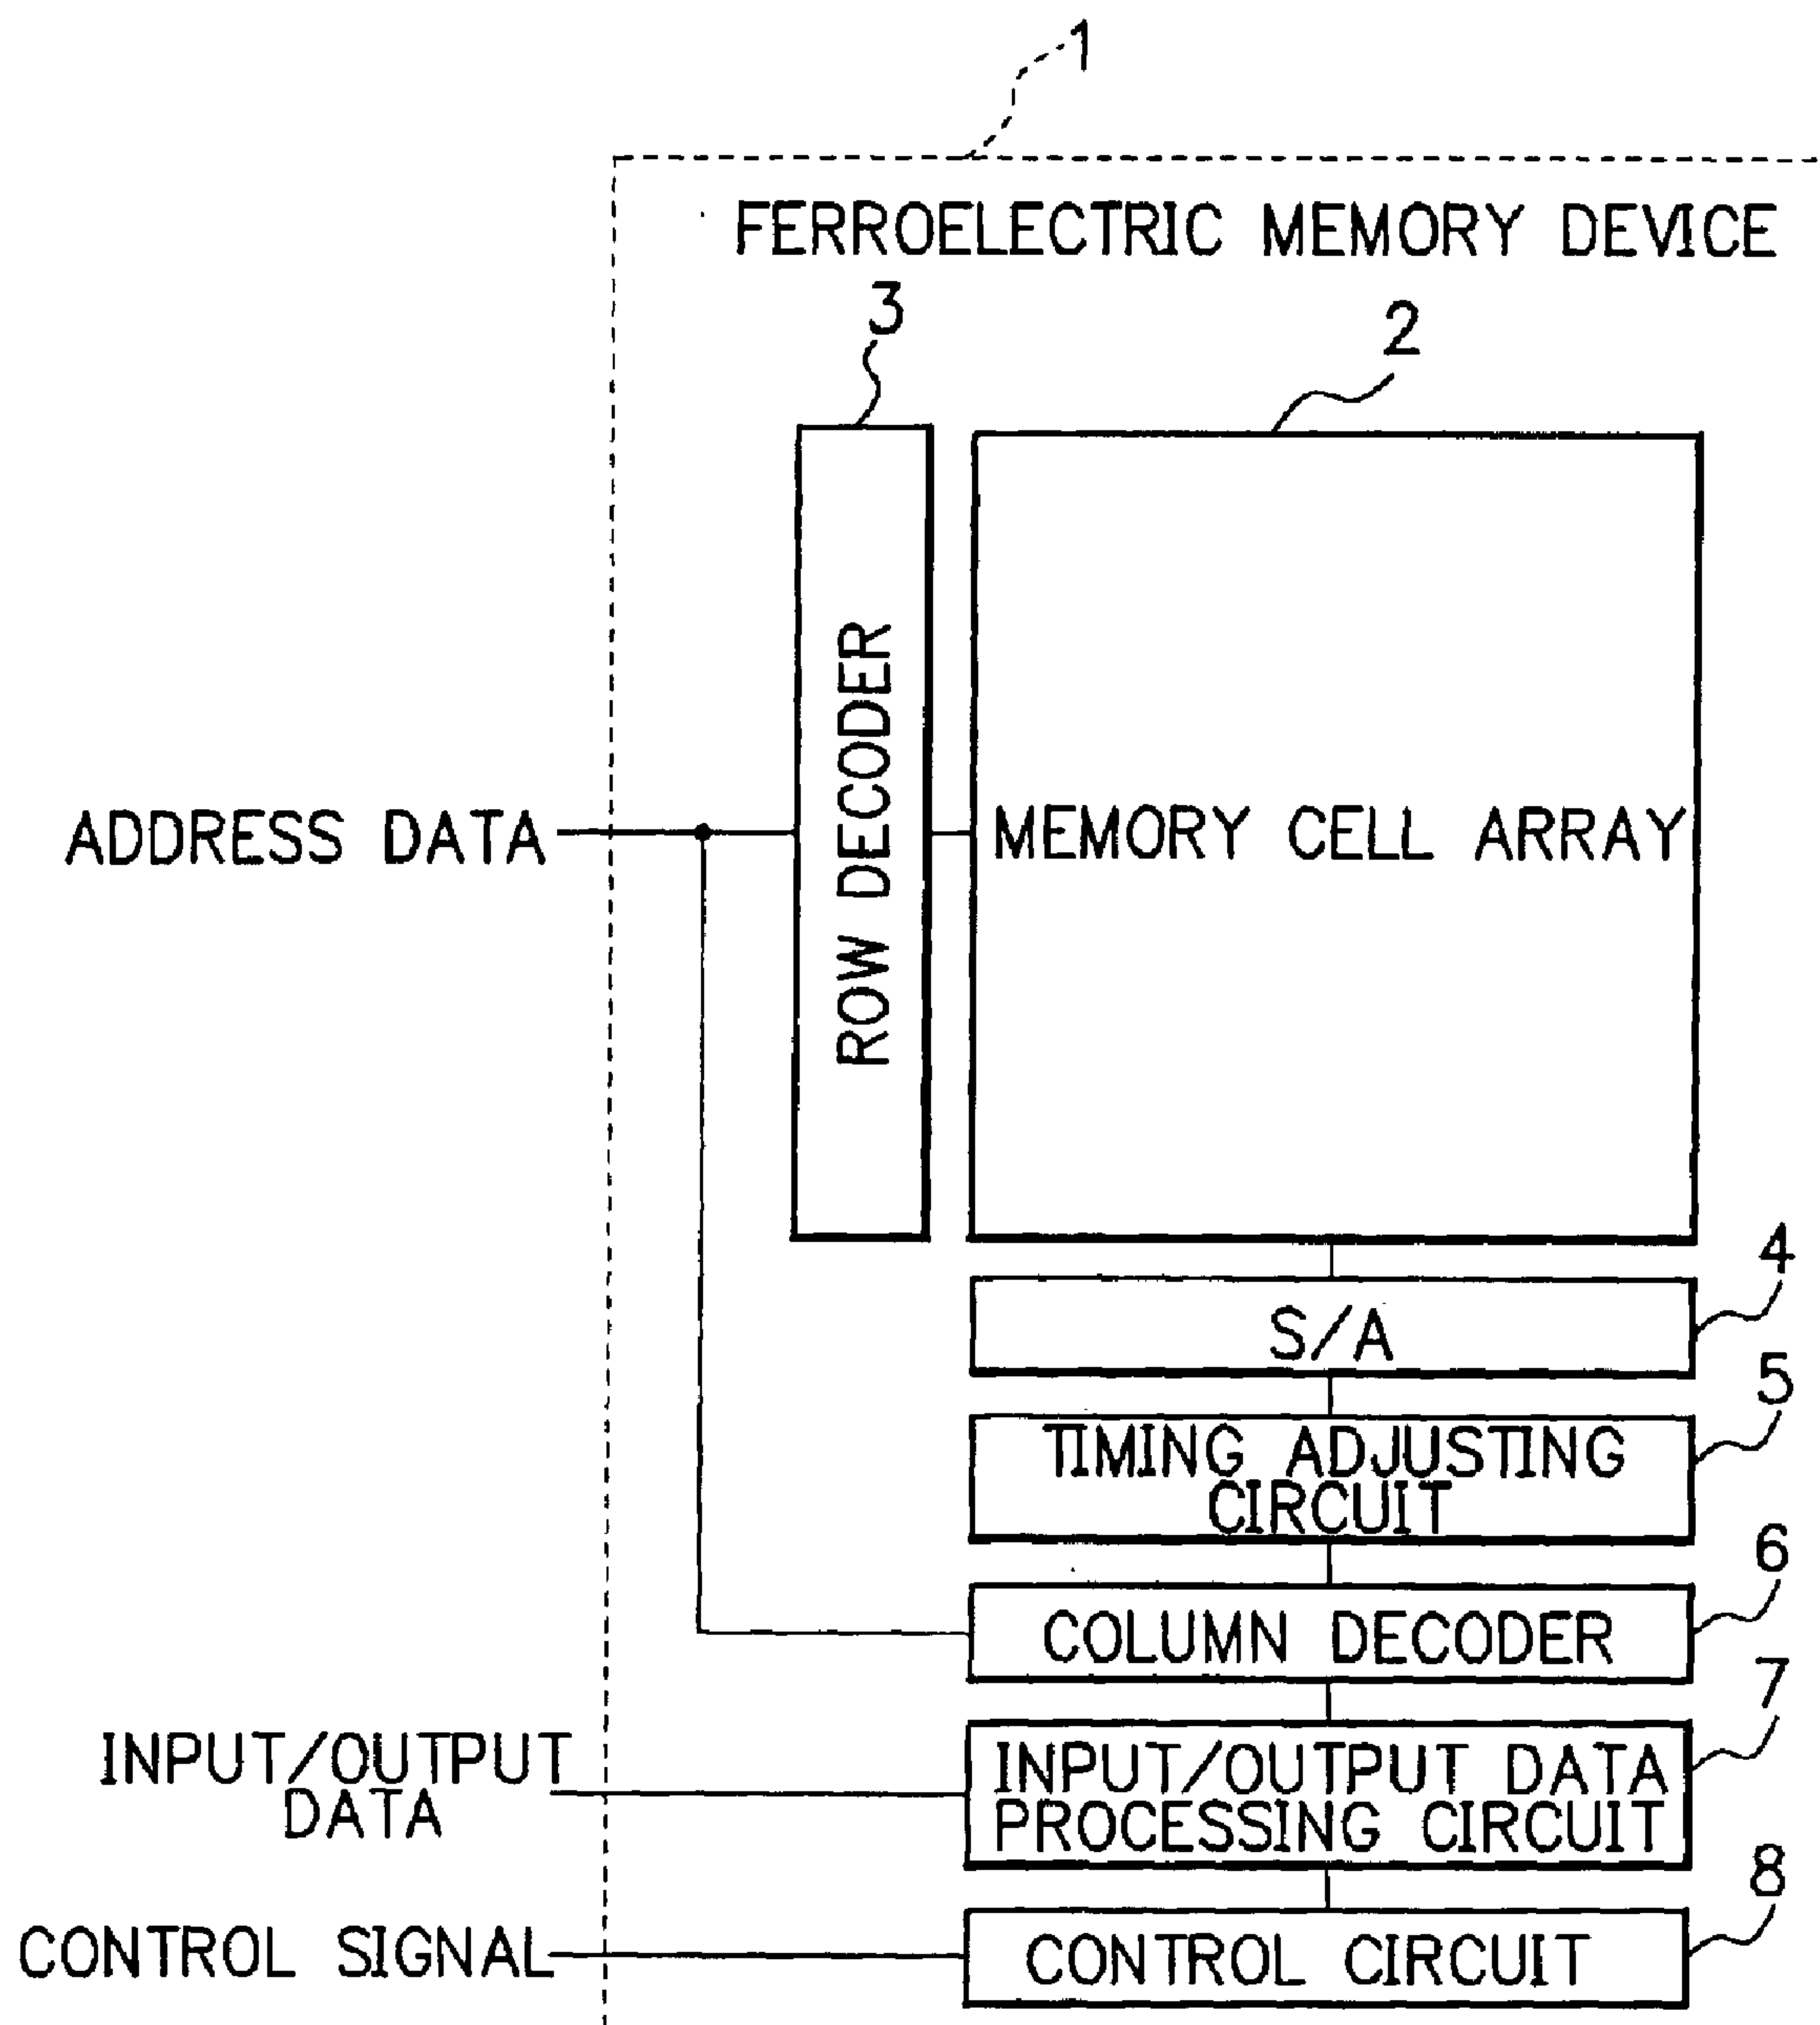 1
FERROELECTRIC MEMORY DEVICE
3
2
ROW DECODER
ADDRESS DATA
MEMORY CELL ARRAY
4
S/A
5
TIMING ADJUSTING
CIRCUIT
6
COLUMN DECODER
7
INPUT/OUTPUT
DATA
INPUT/OUTPUT DATA
PROCESSING CIRCUIT
8
CONTROL SIGNAL
CONTROL CIRCUIT